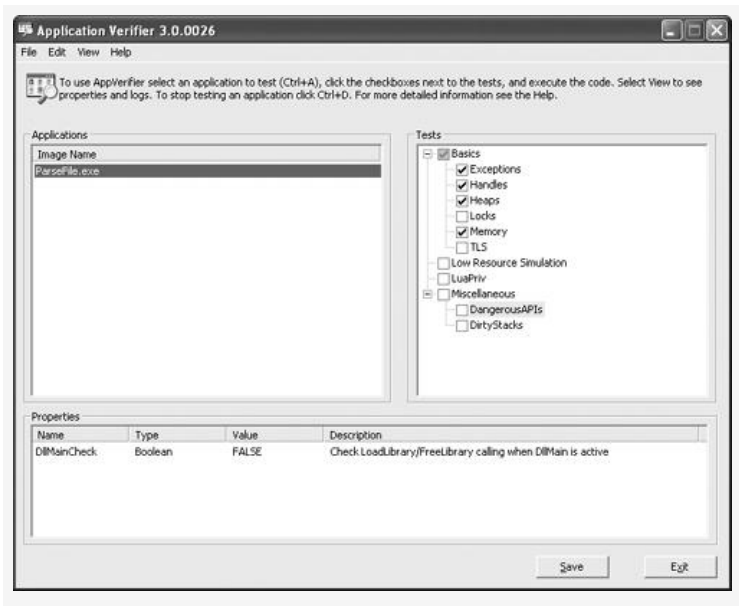 Application Verifier 3.0.0026
File Edit View Help
To use AppVerifier select an application to test (Ctrl+A), click the checkboxes next to the tests, and execute the code. Select View to see
properties and logs. To stop testing an application click Ctrl+D. For more detailed information see the Help.
Applications
Image Name
ParseFile.exe
Tests
Basics
Exceptions
Handles
Heaps
Locks
Memory
TLS
Low Resource Simulation
LuaPriv
Miscellaneous
DangerousAPIs
DirtyStacks
Properties
Name Type Value Description
DllMainCheck Boolean FALSE Check LoadLibrary/FreeLibrary calling when DllMain is active
Save Exit